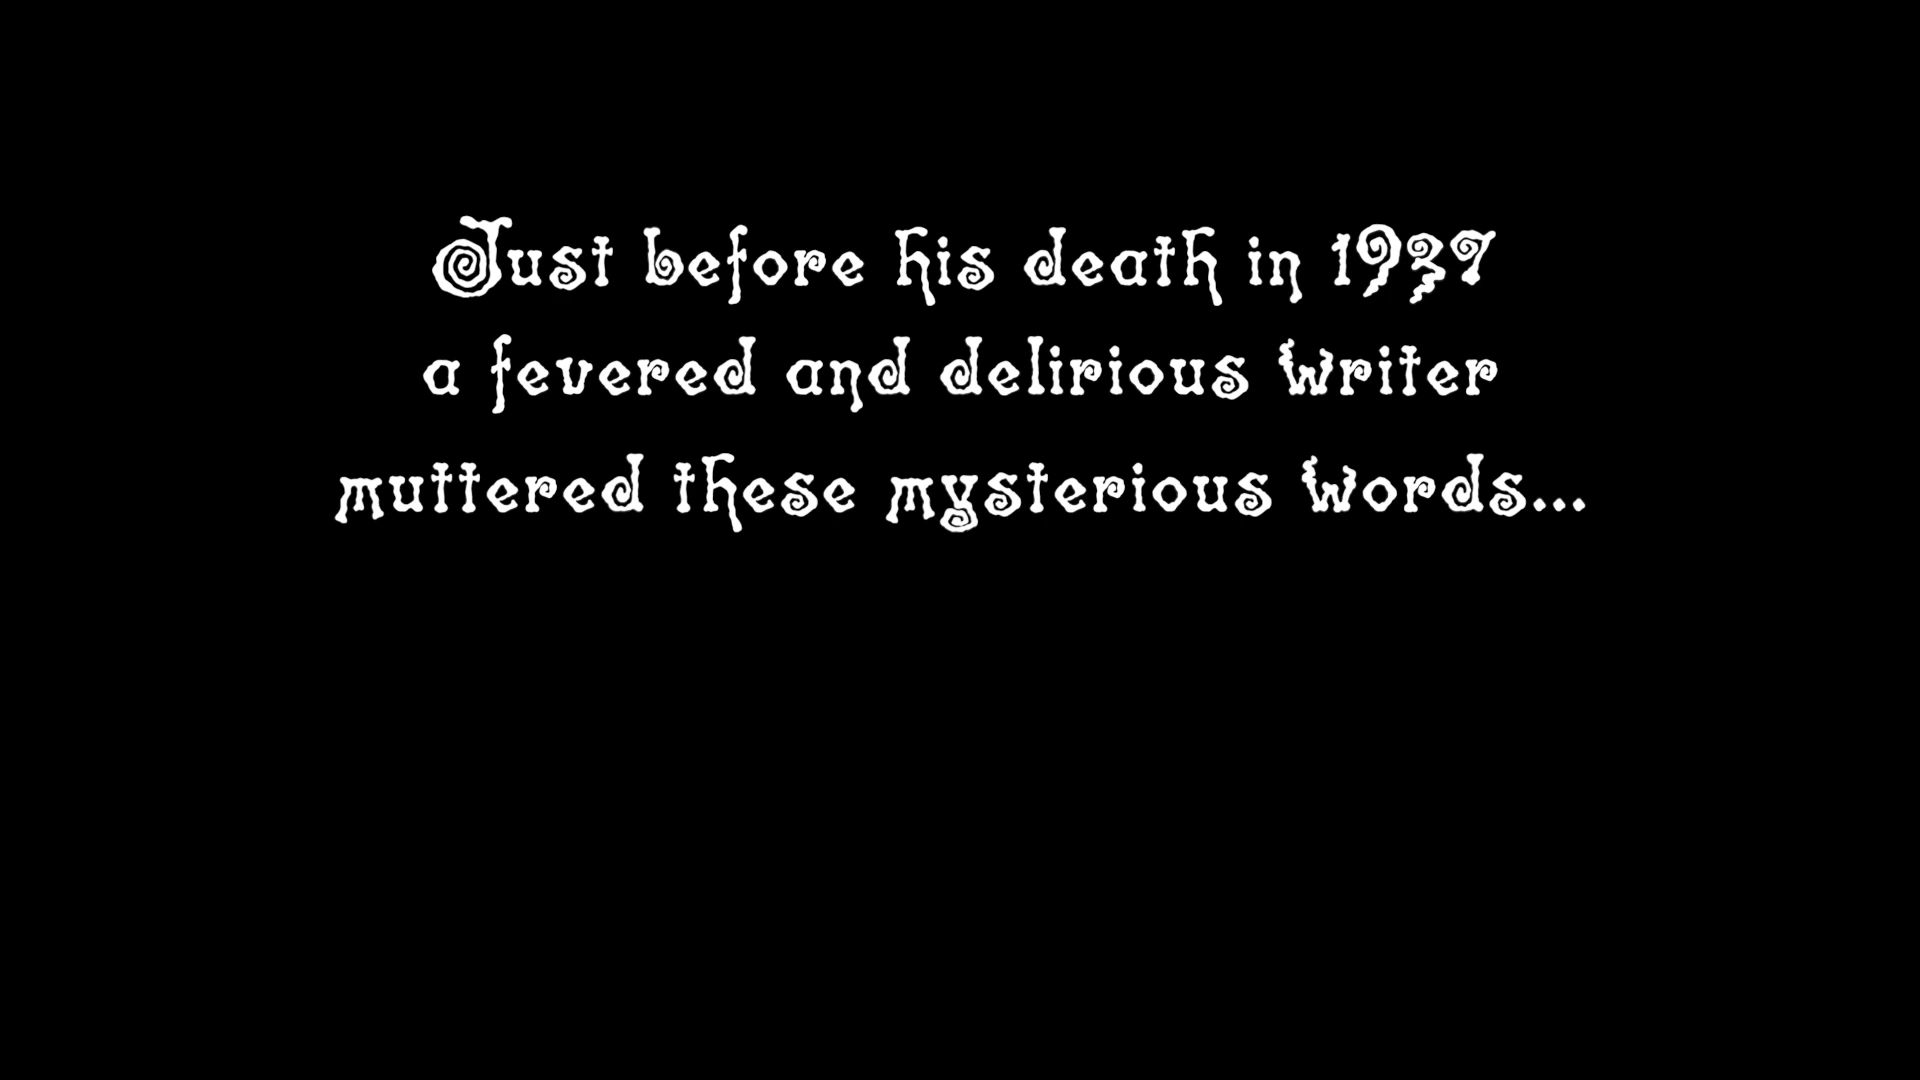 Just before his death in 1937
a fevered and delirious writer
muttered these mysterious words...